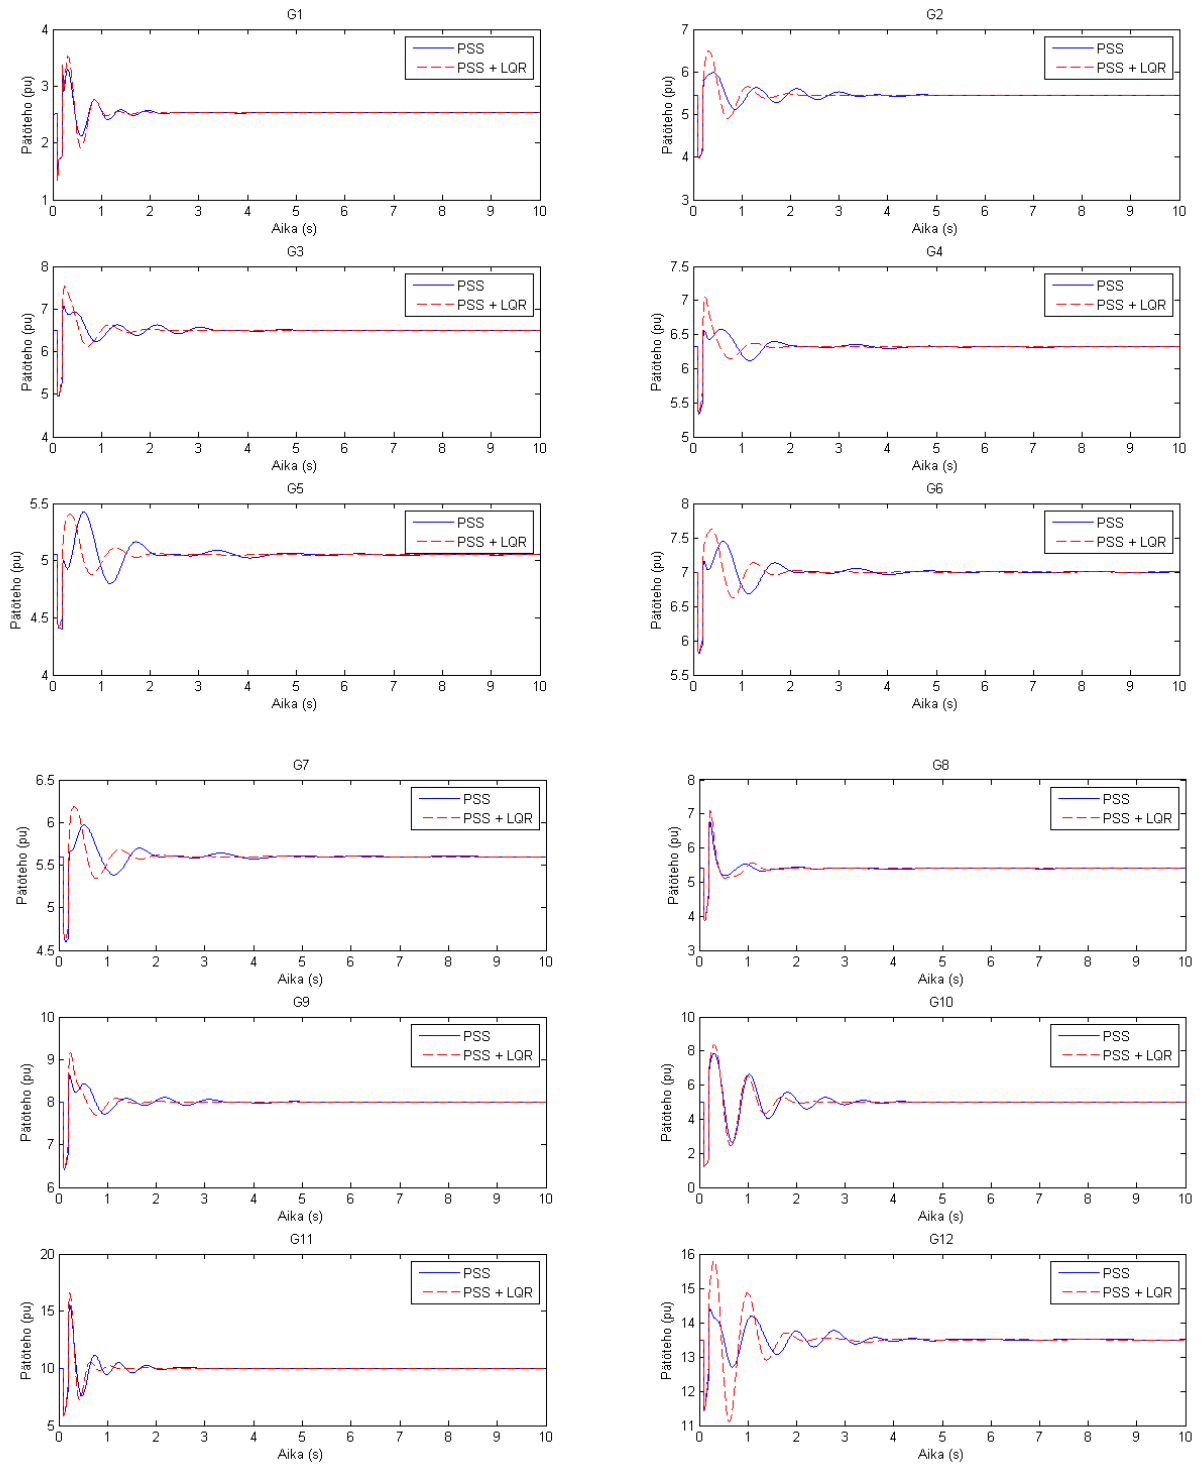 G1
4
3
2
1
Pätöteho (pu)
PSS
PSS + LQR
0 1 2 3 4 5 6 7 8 9 10
Aika (s)
G2
7
6
5
4
3
Pätöteho (pu)
PSS
PSS + LQR
0 1 2 3 4 5 6 7 8 9 10
Aika (s)
G3
8
7
6
5
4
Pätöteho (pu)
PSS
PSS + LQR
0 1 2 3 4 5 6 7 8 9 10
Aika (s)
G4
7.5
7
6.5
6
5.5
5
Pätöteho (pu)
PSS
PSS + LQR
0 1 2 3 4 5 6 7 8 9 10
Aika (s)
G5
5.5
5
4.5
4
Pätöteho (pu)
PSS
PSS + LQR
0 1 2 3 4 5 6 7 8 9 10
Aika (s)
G6
8
7.5
7
6.5
6
5.5
Pätöteho (pu)
PSS
PSS + LQR
0 1 2 3 4 5 6 7 8 9 10
Aika (s)
G7
6.5
6
5.5
5
4.5
Pätöteho (pu)
PSS
PSS + LQR
0 1 2 3 4 5 6 7 8 9 10
Aika (s)
G8
8
7
6
5
4
3
Pätöteho (pu)
PSS
PSS + LQR
0 1 2 3 4 5 6 7 8 9 10
Aika (s)
G9
10
9
8
7
6
Pätöteho (pu)
PSS
PSS + LQR
0 1 2 3 4 5 6 7 8 9 10
Aika (s)
G10
10
8
6
4
2
0
Pätöteho (pu)
PSS
PSS + LQR
0 1 2 3 4 5 6 7 8 9 10
Aika (s)
G11
20
15
10
5
Pätöteho (pu)
PSS
PSS + LQR
0 1 2 3 4 5 6 7 8 9 10
Aika (s)
G12
16
15
14
13
12
11
Pätöteho (pu)
PSS
PSS + LQR
0 1 2 3 4 5 6 7 8 9 10
Aika (s)